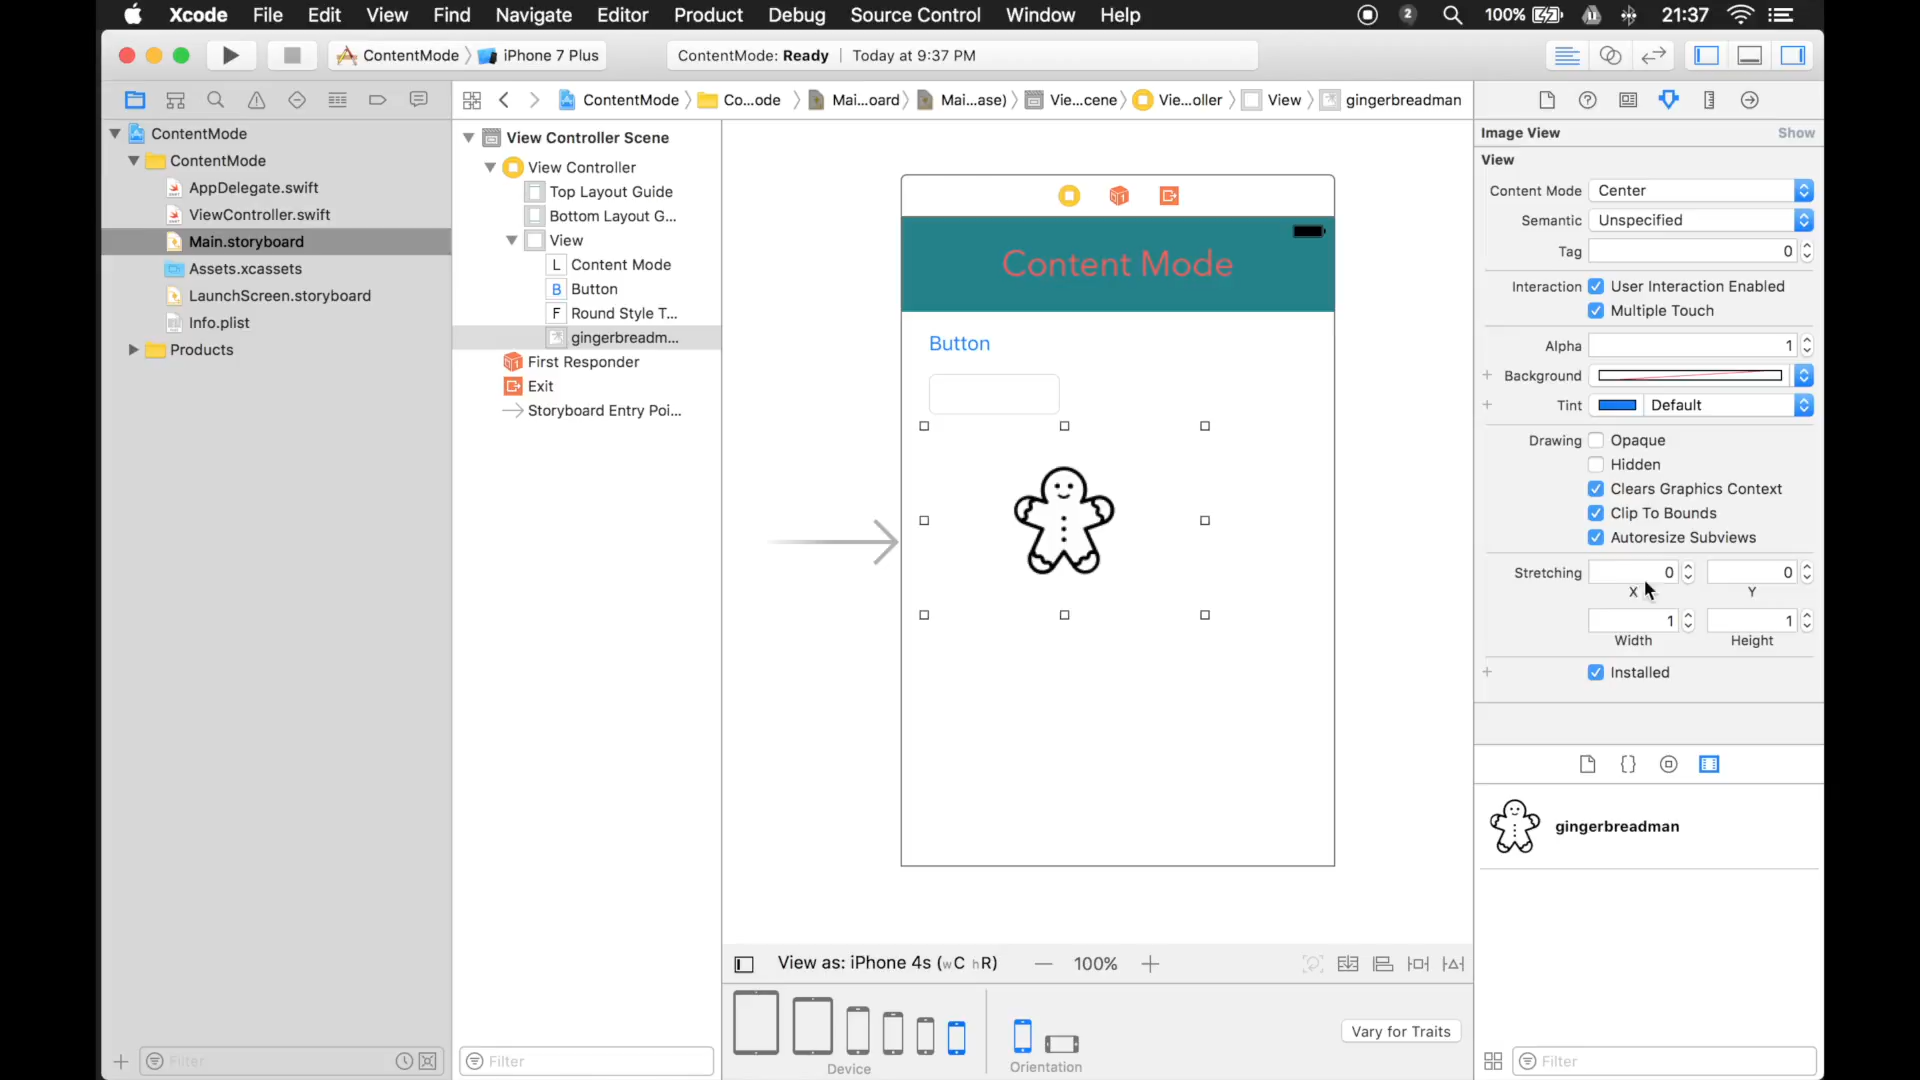 Xcode File Edit View Find Navigate Editor Product Debug Source Control Window Help 2 100% 21:37
ContentMode iPhone 7 Plus ContentMode: Ready Today at 9:37 PM
ContentMode Co...ode Mai...oard Mai...ase) Vie...cene Vie...oller View gingerbreadman
ContentMode
ContentMode
AppDelegate.swift
ViewController.swift
Main.storyboard
Assets.xcassets
LaunchScreen.storyboard
Info.plist
Products
Filter
View Controller Scene
View Controller
Top Layout Guide
Bottom Layout G...
View
L Content Mode
B Button
F Round Style T...
gingerbreadm...
First Responder
Exit
Storyboard Entry Poi...
Filter
Content Mode
Button
View as: iPhone 4s (wC hR) — 100% +
Device
Orientation
Vary for Traits
Image View Show
View
Content Mode Center
Semantic Unspecified
Tag 0
Interaction User Interaction Enabled
Multiple Touch
Alpha 1
+ Background
+ Tint Default
Drawing Opaque
Hidden
Clears Graphics Context
Clip To Bounds
Autoresize Subviews
Stretching 0 0
X Y
1 1
Width Height
+ Installed
{}
gingerbreadman
Filter